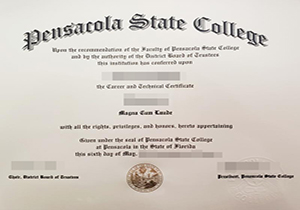 Pensacola State College
Upon the recommendation of the Faculty of Pensacola State College
and by the authority of the District Board of Trustees
this institution has conferred upon
the Career and Technical Certificate
Magna Cum Laude
with all the rights, privileges, and honors, hereto appertaining
Given under the seal of Pensacola State College
at Pensacola in the State of Florida
this sixth day of May,
Chair, District Board of Trustees
President, Pensacola State College